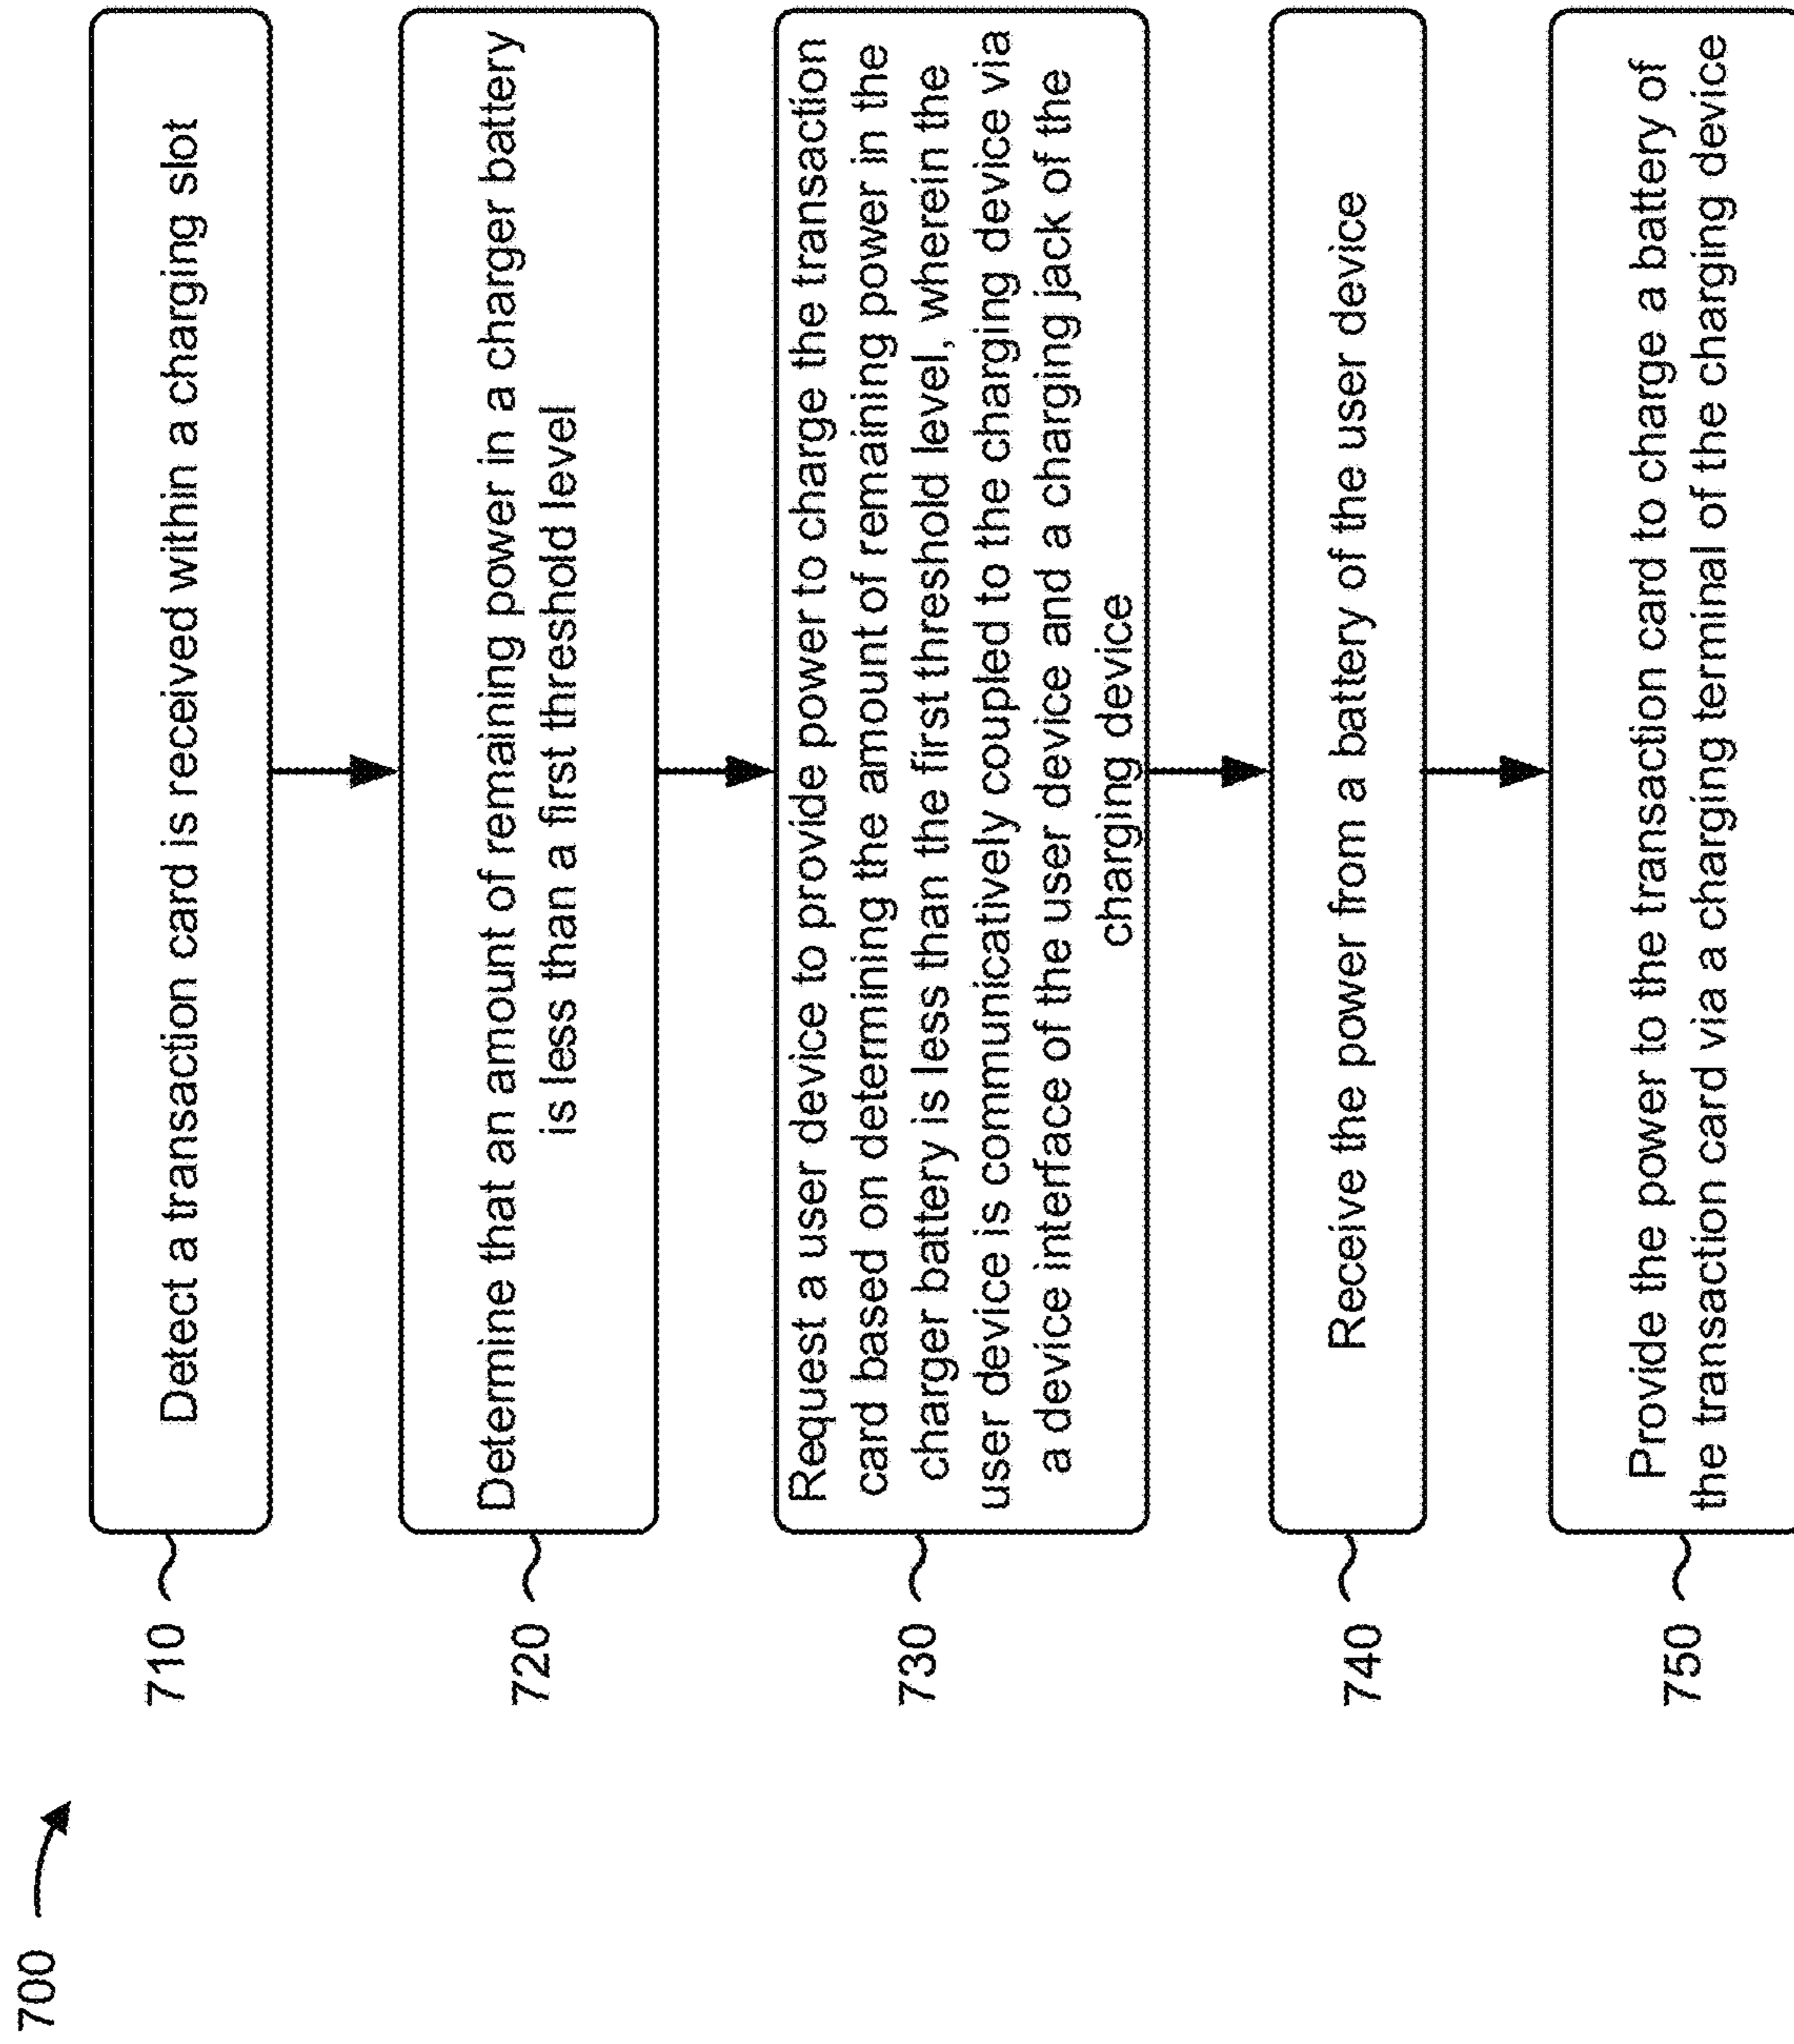 700
710
Detect a transaction card is received within a charging slot
720
Determine that an amount of remaining power in a charger battery
is less than a first threshold level
730
Request a user device to provide power to charge the transaction
card based on determining the amount of remaining power in the
charger battery is less than the first threshold level, wherein the
user device is communicatively coupled to the charging device via
a device interface of the user device and a charging jack of the
charging device
740
Receive the power from a battery of the user device
750
Provide the power to the transaction card to charge a battery of
the transaction card via a charging terminal of the charging device